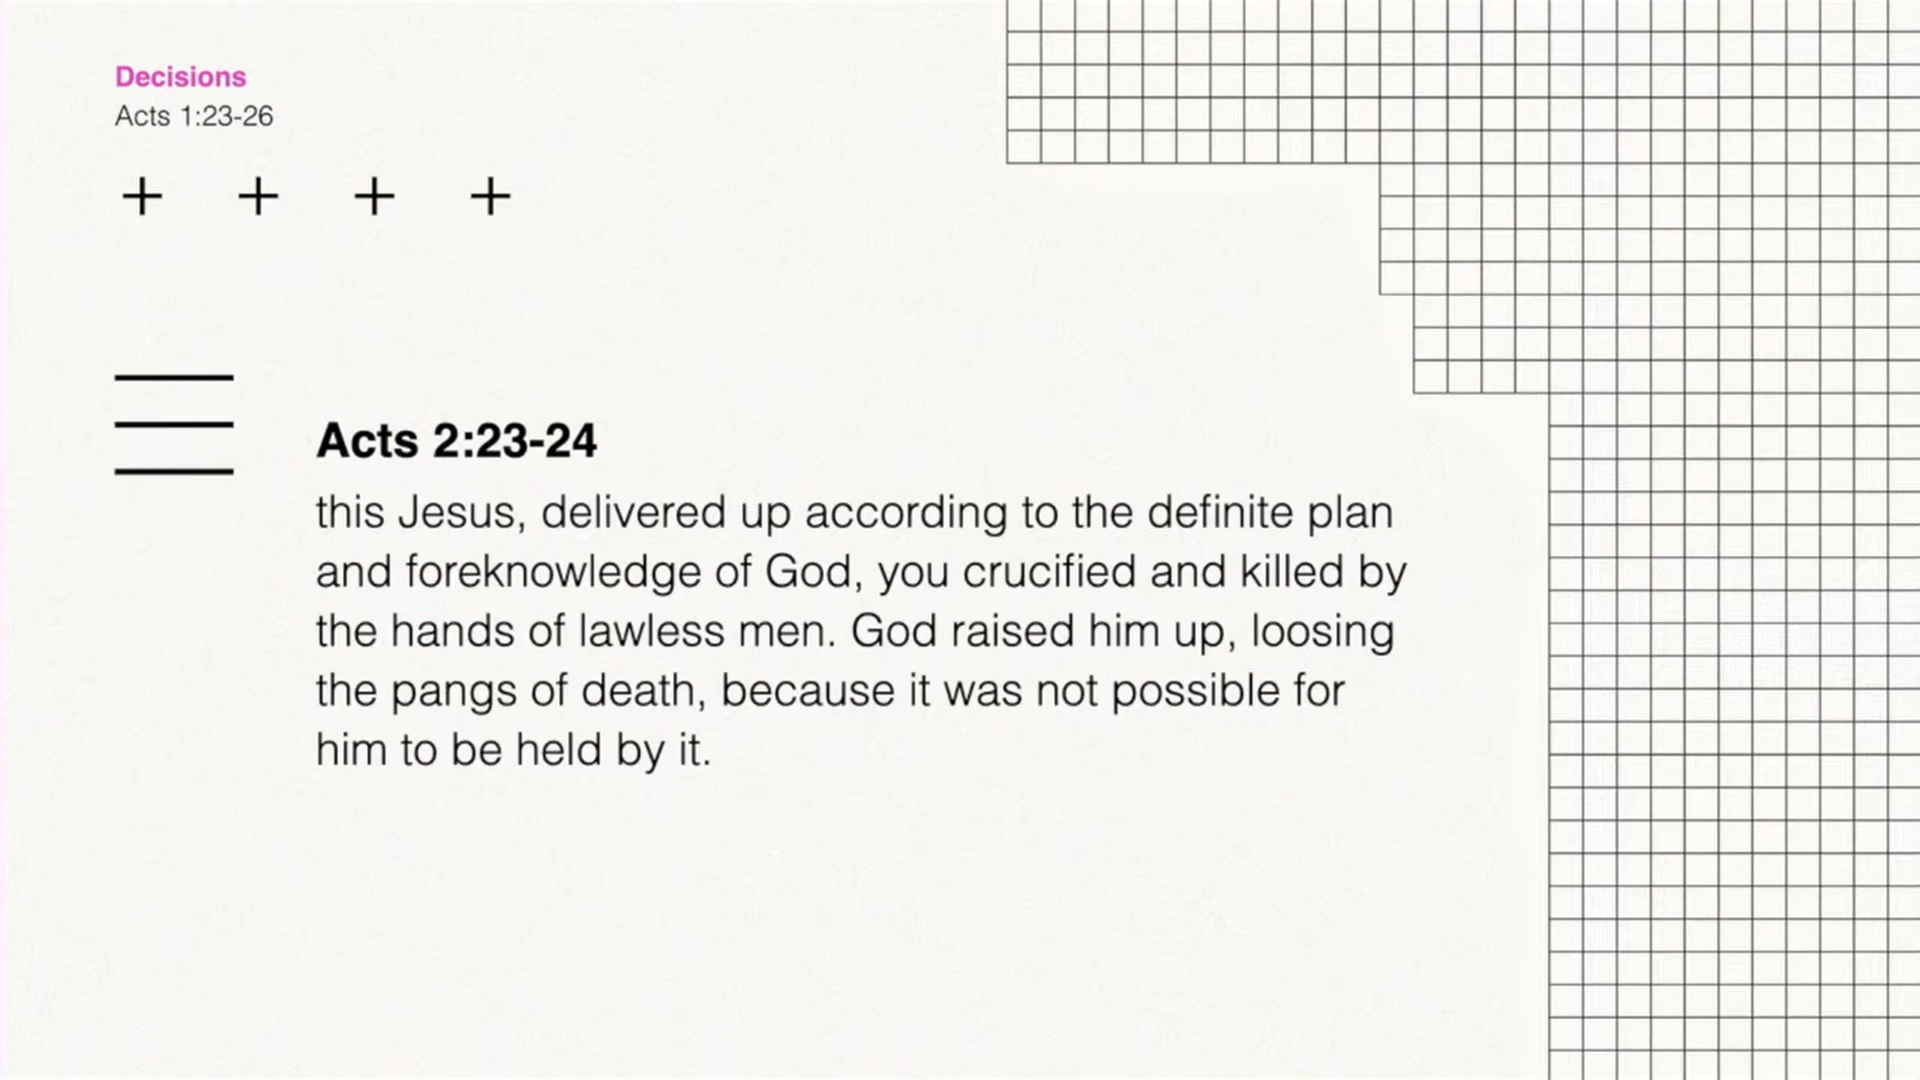 Decisions
Acts 1:23-26
+ + + +
Acts 2:23-24
this Jesus, delivered up according to the definite plan
and foreknowledge of God, you crucified and killed by
the hands of lawless men. God raised him up, loosing
the pangs of death, because it was not possible for
him to be held by it.